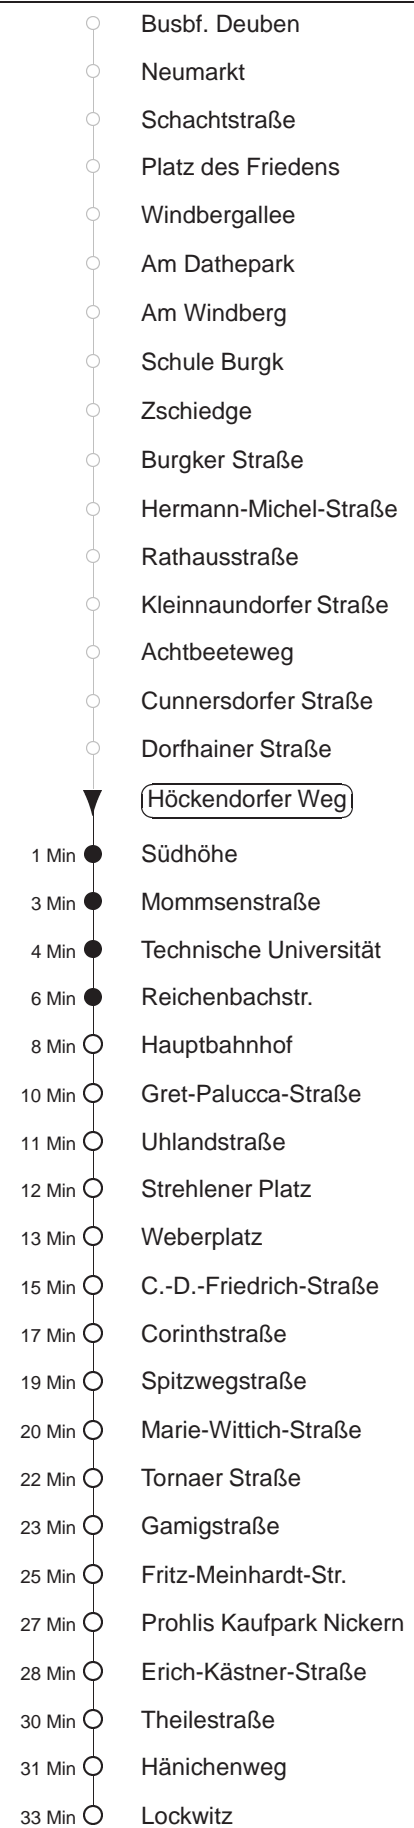 Busbf. Deuben
Neumarkt
Schachtstraße
Platz des Friedens
Windbergallee
Am Dathepark
Am Windberg
Schule Burgk
Zschiedge
Burgker Straße
Hermann-Michel-Straße
Rathausstraße
Kleinnaundorfer Straße
Achtbeeteweg
Cunnersdorfer Straße
Dorfhainer Straße
Höckendorfer Weg
1 Min Südhöhe
3 Min Mommsenstraße
4 Min Technische Universität
6 Min Reichenbachstr.
8 Min Hauptbahnhof
10 Min Gret-Palucca-Straße
11 Min Uhlandstraße
12 Min Strehlener Platz
13 Min Weberplatz
15 Min C.-D.-Friedrich-Straße
17 Min Corinthstraße
19 Min Spitzwegstraße
20 Min Marie-Wittich-Straße
22 Min Tornaer Straße
23 Min Gamigstraße
25 Min Fritz-Meinhardt-Str.
27 Min Prohlis Kaufpark Nickern
28 Min Erich-Kästner-Straße
30 Min Theilestraße
31 Min Hänichenweg
33 Min Lockwitz